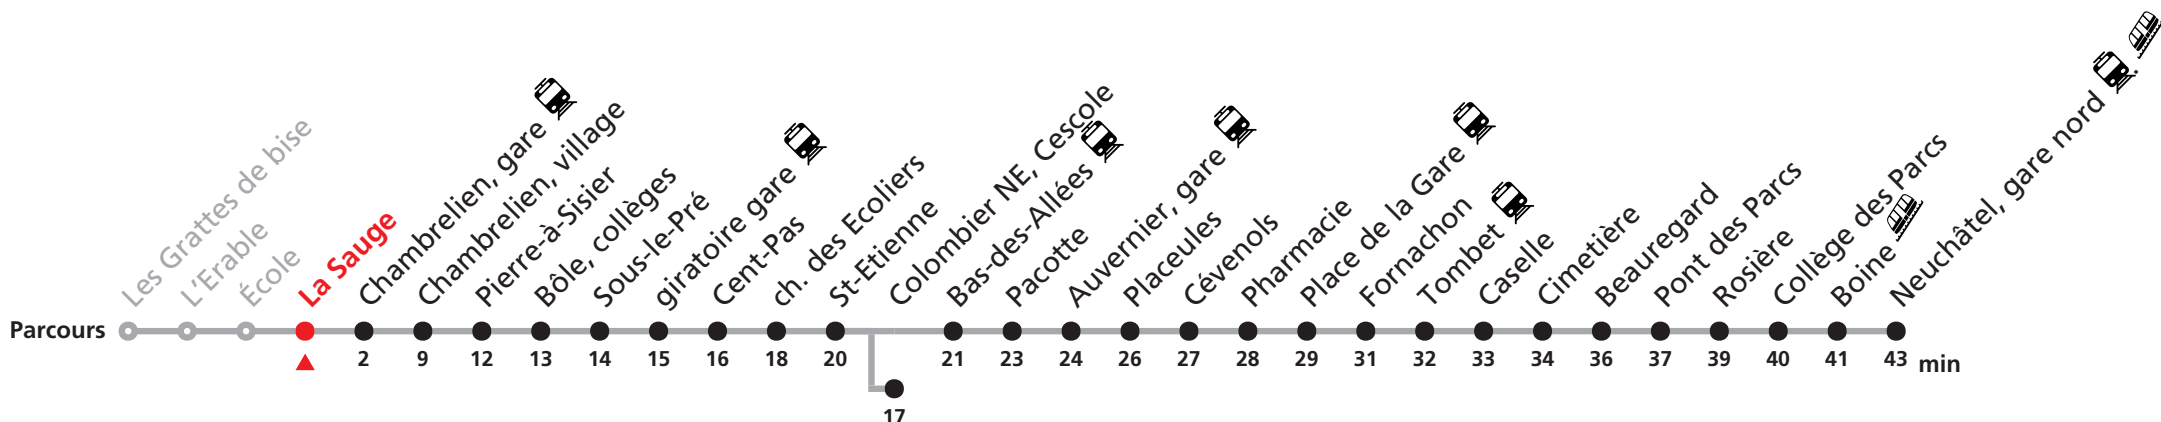 Les Grattes de bise
L'Erable
École
La Sauge
Chambrelien, gare
Chambrelien, village
Pierre-à-Sisier
Bôle, collèges
Sous-le-Pré
giratoire gare
Cent-Pas
ch. des Ecoliers
St-Etienne
Colombier NE, Cescole
Bas-des-Allées
Pacotte
Auvernier, gare
Placeules
Cévenols
Pharmacie
Place de la Gare
Fornachon
Tombet
Caselle
Cimetière
Beauregard
Pont des Parcs
Rosière
Collège des Parcs
Boine
Neuchâtel, gare nord
Parcours
2 9 12 13 14 15 16 18 20 21 23 24 26 27 28 29 31 32 33 34 36 37 39 40 41 43 min
17